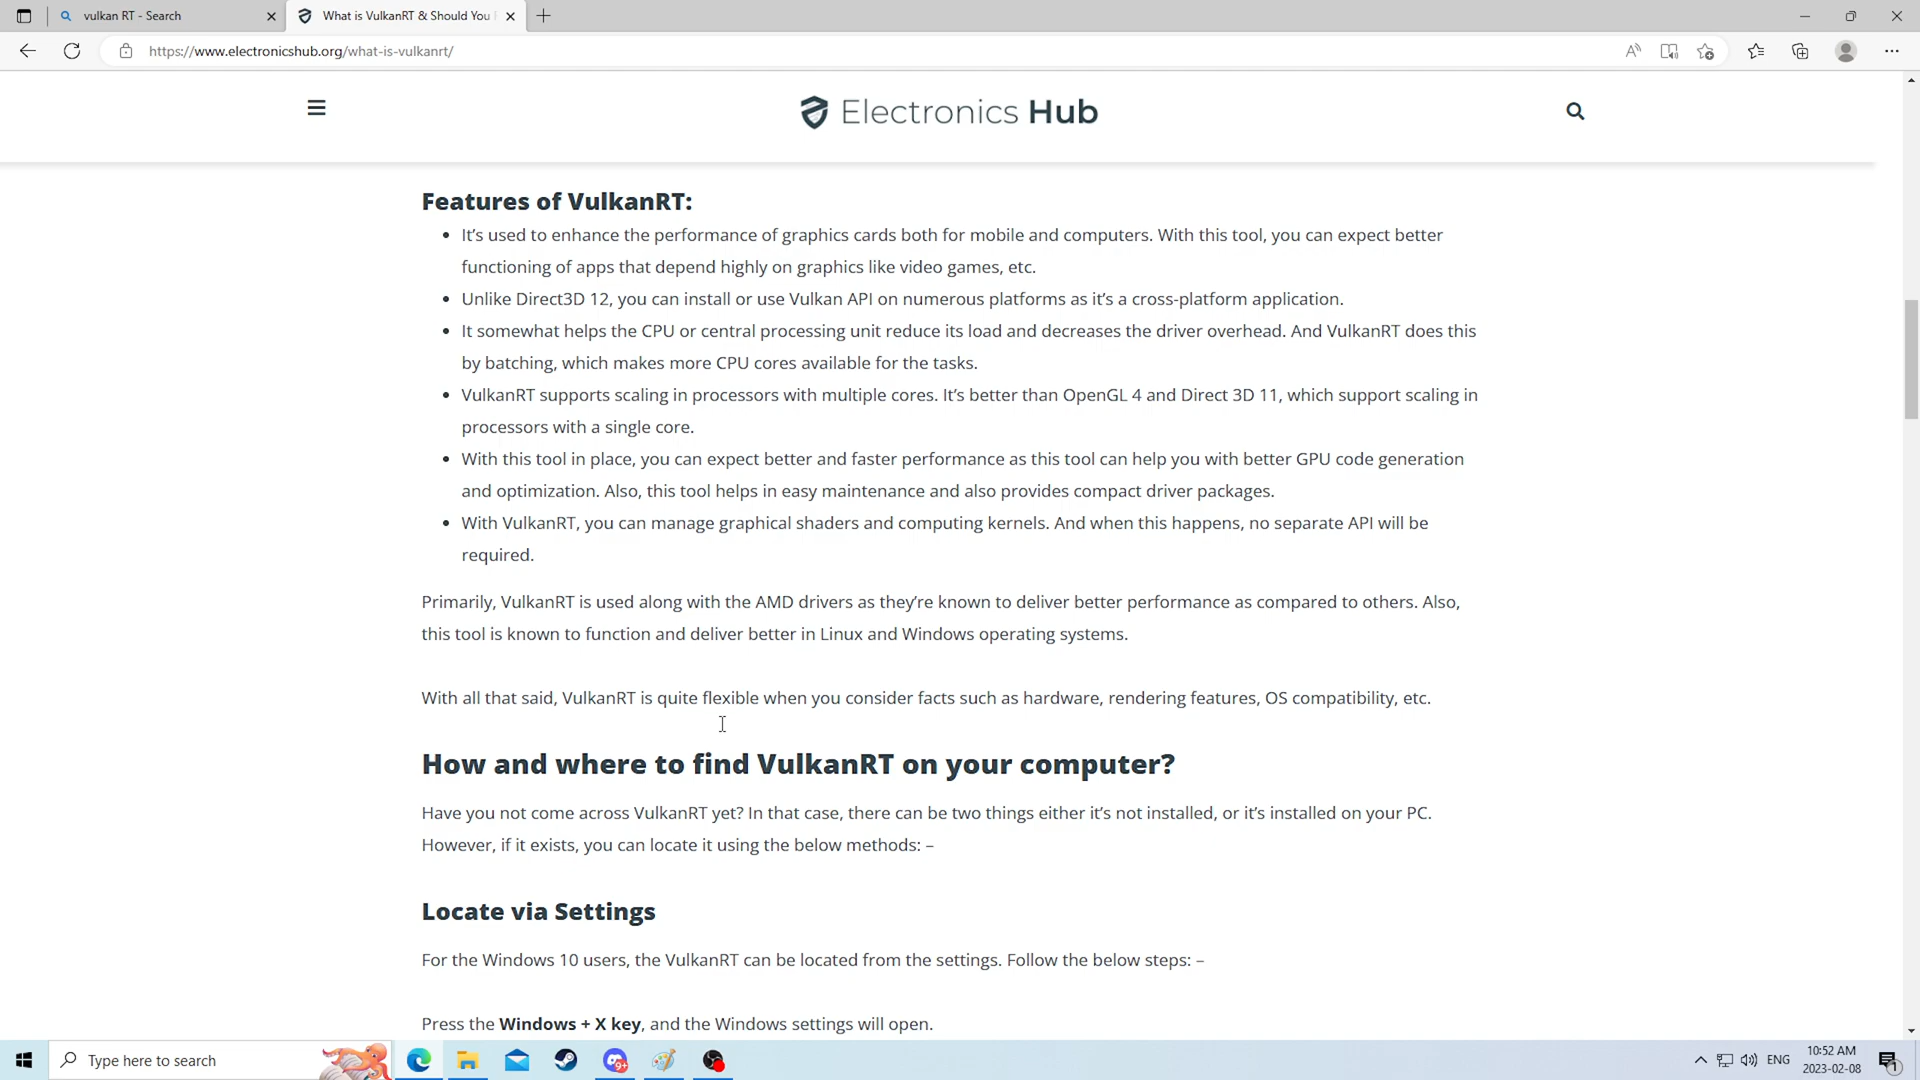 vulkan RT - Search
What is VulkanRT & Should You
https://www.electronicshub.org/what-is-vulkanrt/
Electronics Hub
Features of VulkanRT:
It’s used to enhance the performance of graphics cards both for mobile and computers. With this tool, you can expect better
functioning of apps that depend highly on graphics like video games, etc.
Unlike Direct3D 12, you can install or use Vulkan API on numerous platforms as it’s a cross-platform application.
It somewhat helps the CPU or central processing unit reduce its load and decreases the driver overhead. And VulkanRT does this
by batching, which makes more CPU cores available for the tasks.
VulkanRT supports scaling in processors with multiple cores. It’s better than OpenGL 4 and Direct 3D 11, which support scaling in
processors with a single core.
With this tool in place, you can expect better and faster performance as this tool can help you with better GPU code generation
and optimization. Also, this tool helps in easy maintenance and also provides compact driver packages.
With VulkanRT, you can manage graphical shaders and computing kernels. And when this happens, no separate API will be
required.
Primarily, VulkanRT is used along with the AMD drivers as they’re known to deliver better performance as compared to others. Also,
this tool is known to function and deliver better in Linux and Windows operating systems.
With all that said, VulkanRT is quite flexible when you consider facts such as hardware, rendering features, OS compatibility, etc.
How and where to find VulkanRT on your computer?
Have you not come across VulkanRT yet? In that case, there can be two things either it’s not installed, or it’s installed on your PC.
However, if it exists, you can locate it using the below methods: –
Locate via Settings
For the Windows 10 users, the VulkanRT can be located from the settings. Follow the below steps: –
Press the Windows + X key, and the Windows settings will open.
Type here to search
ENG
10:52 AM
2023-02-08
1